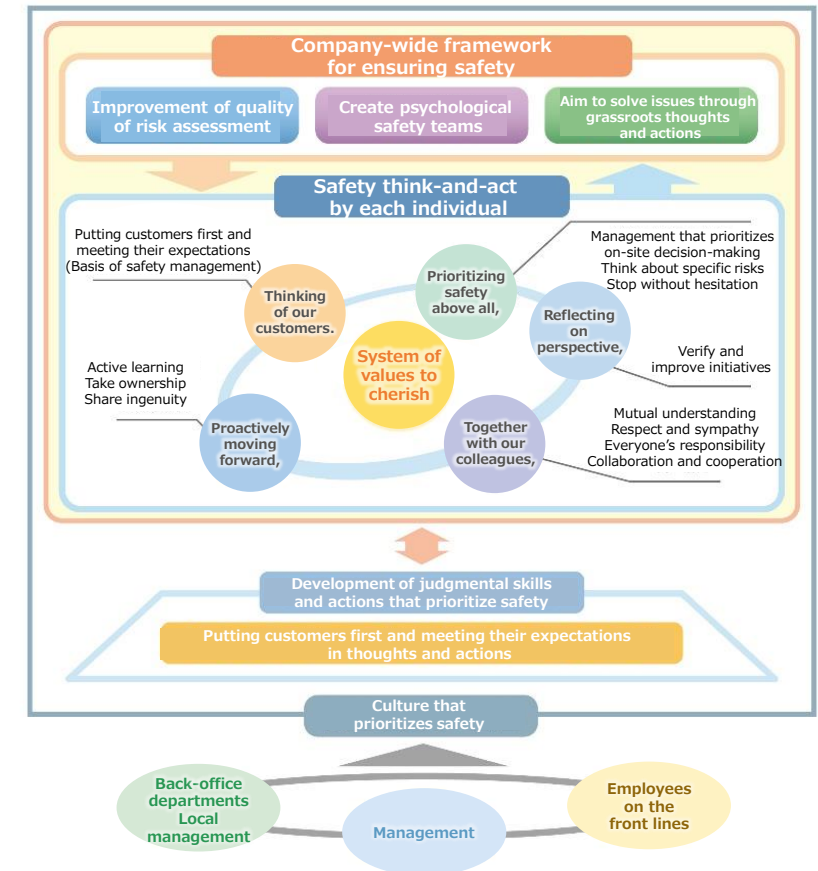 Company-wide framework
for ensuring safety
Improvement of quality
of risk assessment
Create psychological
safety teams
Aim to solve issues through
grassroots thoughts
and actions
Safety think-and-act
by each individual
Putting customers first and
meeting their expectations
(Basis of safety management)
Thinking
of our
customers.
Prioritizing
safety
above all,
Management that prioritizes
on-site decision-making
Think about specific risks
Stop without hesitation
Reflecting
on
perspective,
Verify and
improve initiatives
System of
values to
cherish
Active learning
Take ownership
Share ingenuity
Proactively
moving
forward,
Together
with our
colleagues,
Mutual understanding
Respect and sympathy
Everyone’s responsibility
Collaboration and cooperation
Development of judgmental skills
and actions that prioritize safety
Putting customers first and meeting their expectations
in thoughts and actions
Culture that
prioritizes safety
Back-office
departments
Local
management
Management
Employees
on the
front lines